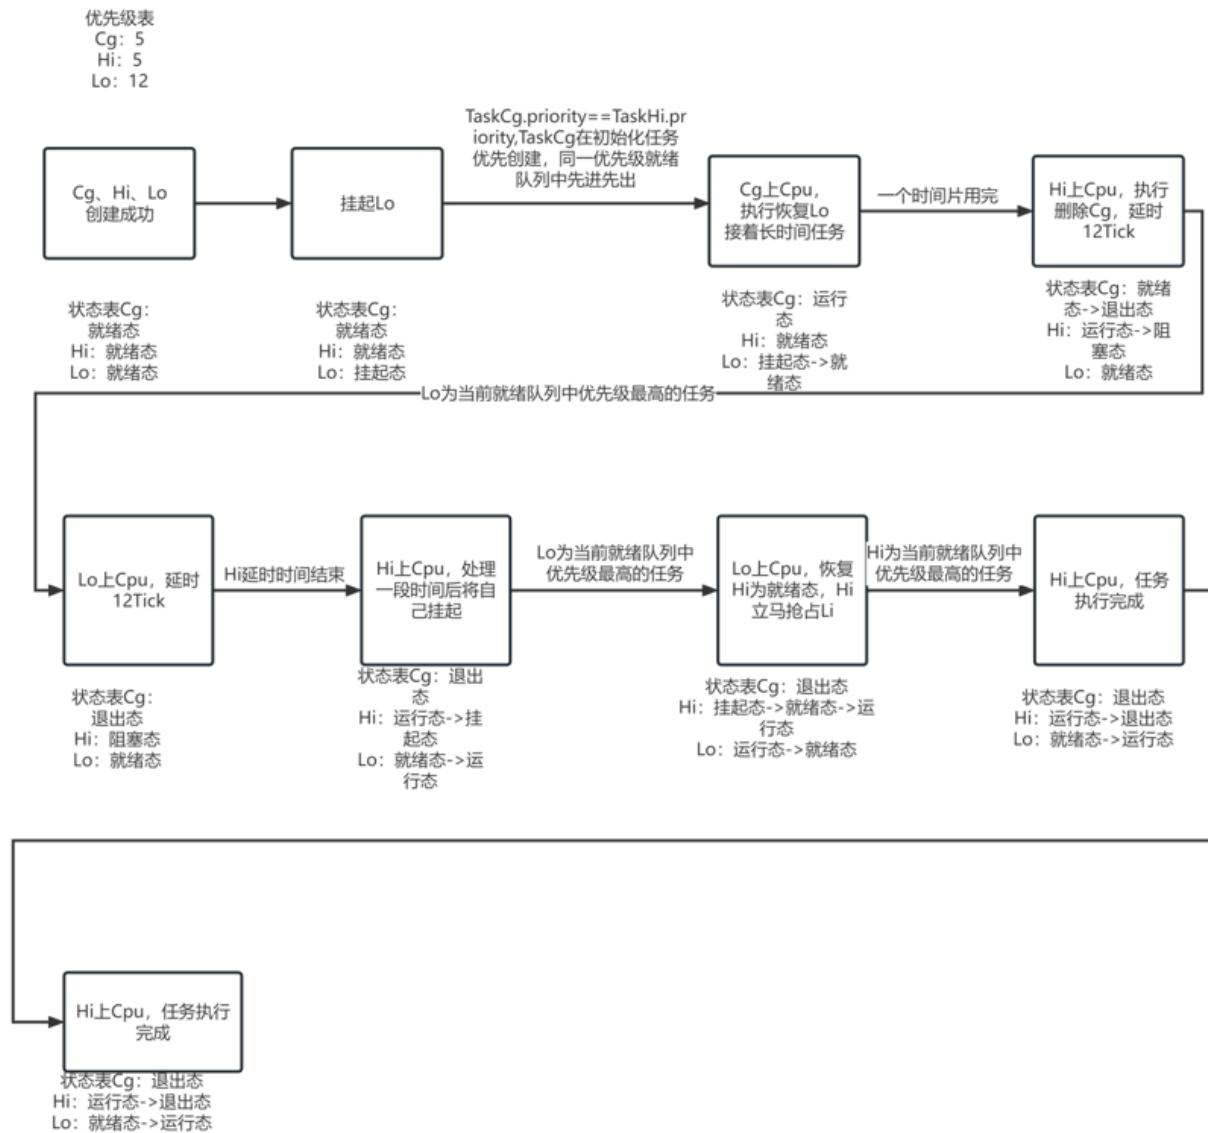 优先级表
Cg：5
Hi：5
Lo：12
Cg、Hi、Lo
创建成功
状态表Cg：
就绪态
Hi：就绪态
Lo：就绪态
挂起Lo
状态表Cg：
就绪态
Hi：就绪态
Lo：挂起态
TaskCg.priority==TaskHi.pr
iority,TaskCg在初始化任务
优先创建，同一优先级就绪
队列中先进先出
Cg上Cpu，
执行恢复Lo
接着长时间任务
状态表Cg：运行
态
Hi：就绪态
Lo：挂起态->就
绪态
一个时间片用完
Hi上Cpu，执行
删除Cg，延时
12Tick
状态表Cg：就绪
态->退出态
Hi：运行态->阻
塞态
Lo：就绪态
Lo为当前就绪队列中优先级最高的任务
Lo上Cpu，延时
12Tick
状态表Cg：
退出态
Hi：阻塞态
Lo：就绪态
Hi延时时间结束
Hi上Cpu，处理
一段时间后将自
己挂起
状态表Cg：退出
态
Hi：运行态->挂
起态
Lo：就绪态->运
行态
Lo为当前就绪队列中
优先级最高的任务
Lo上Cpu，恢复
Hi为就绪态，Hi
立马抢占Li
状态表Cg：退出态
Hi：挂起态->就绪态->运
行态
Lo：运行态->就绪态
Hi为当前就绪队列中
优先级最高的任务
Hi上Cpu，任务
执行完成
状态表Cg：退出态
Hi：运行态->退出态
Lo：就绪态->运行态
Hi上Cpu，任务执行
完成
状态表Cg：退出态
Hi：运行态->退出态
Lo：就绪态->运行态